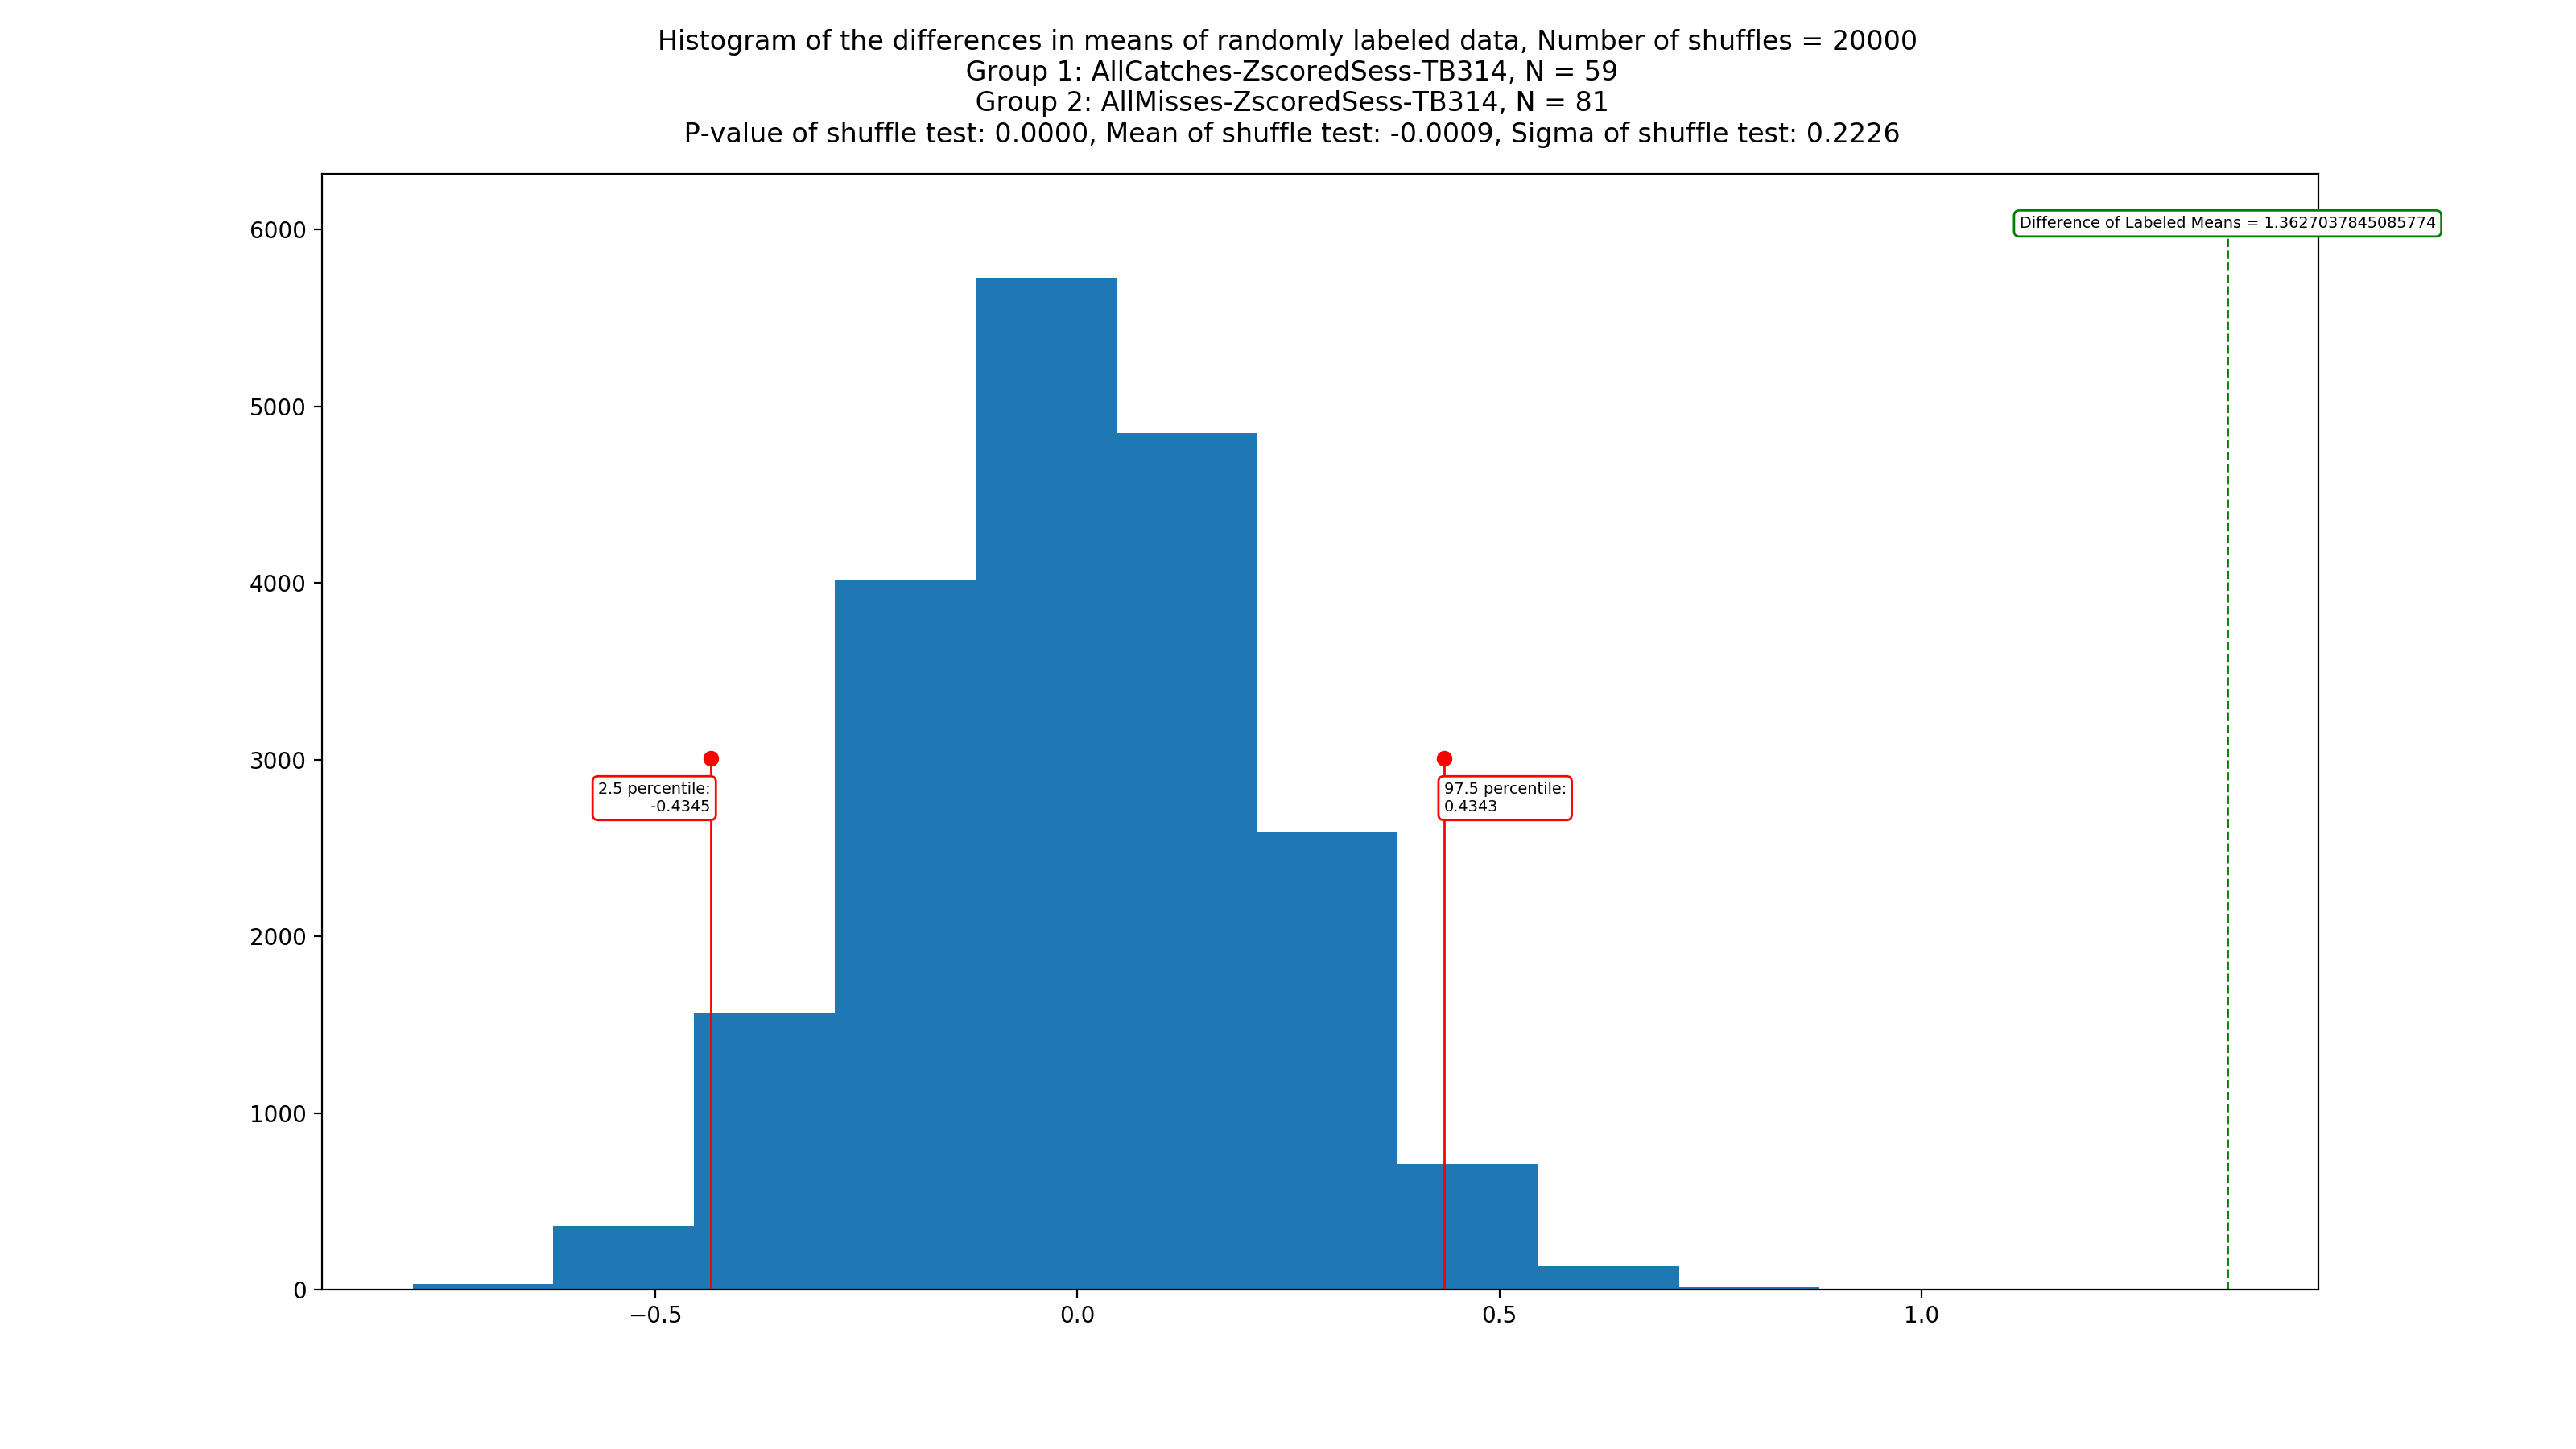 Histogram of the differences in means of randomly labeled data, Number of shuffles = 20000
Group 1: AllCatches-ZscoredSess-TB314, N = 59
Group 2: AllMisses-ZscoredSess-TB314, N = 81
P-value of shuffle test: 0.0000, Mean of shuffle test: -0.0009, Sigma of shuffle test: 0.2226
6000
Difference of Labeled Means = 1.3627037845085774
5000
4000
3000
2.5 percentile:
-0.4345
97.5 percentile:
0.4343
2000
1000
0
−0.5
0.0
0.5
1.0